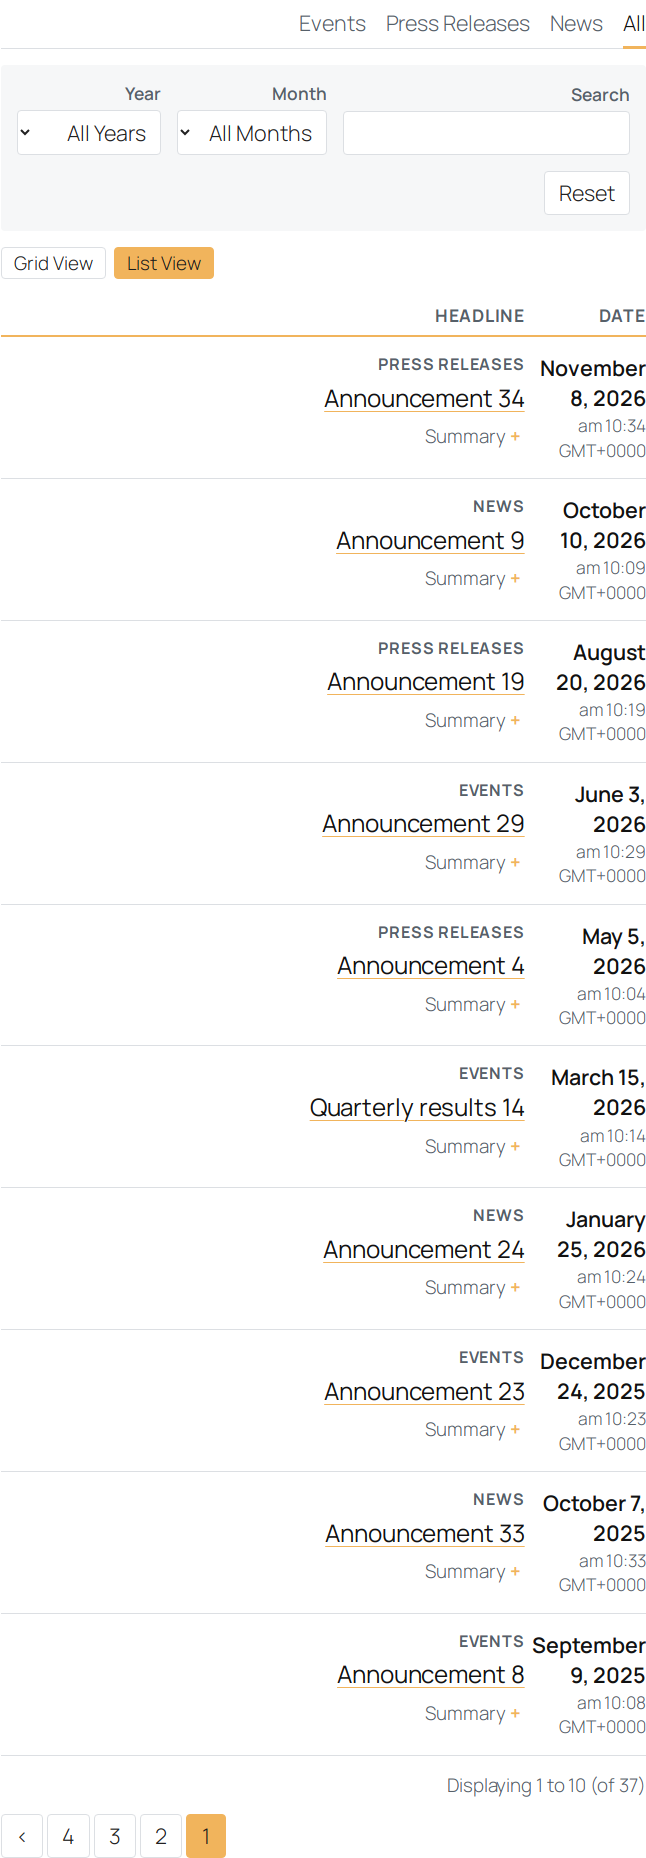 All
News
Press Releases
Events
Year
Month
Search
All Years
All Months
Reset
Grid View
List View
DATE
HEADLINE
November
8, 2026
am 10:34
GMT+0000
PRESS RELEASES
Announcement 34
Summary +
October
10, 2026
am 10:09
GMT+0000
NEWS
Announcement 9
Summary +
August
20, 2026
am 10:19
GMT+0000
PRESS RELEASES
Announcement 19
Summary +
June 3,
2026
am 10:29
GMT+0000
EVENTS
Announcement 29
Summary +
May 5,
2026
am 10:04
GMT+0000
PRESS RELEASES
Announcement 4
Summary +
March 15,
2026
am 10:14
GMT+0000
EVENTS
Quarterly results 14
Summary +
January
25, 2026
am 10:24
GMT+0000
NEWS
Announcement 24
Summary +
December
24, 2025
am 10:23
GMT+0000
EVENTS
Announcement 23
Summary +
October 7,
2025
am 10:33
GMT+0000
NEWS
Announcement 33
Summary +
September
9, 2025
am 10:08
GMT+0000
EVENTS
Announcement 8
Summary +
Displaying 1 to 10 (of 37)
1
2
3
4
‹